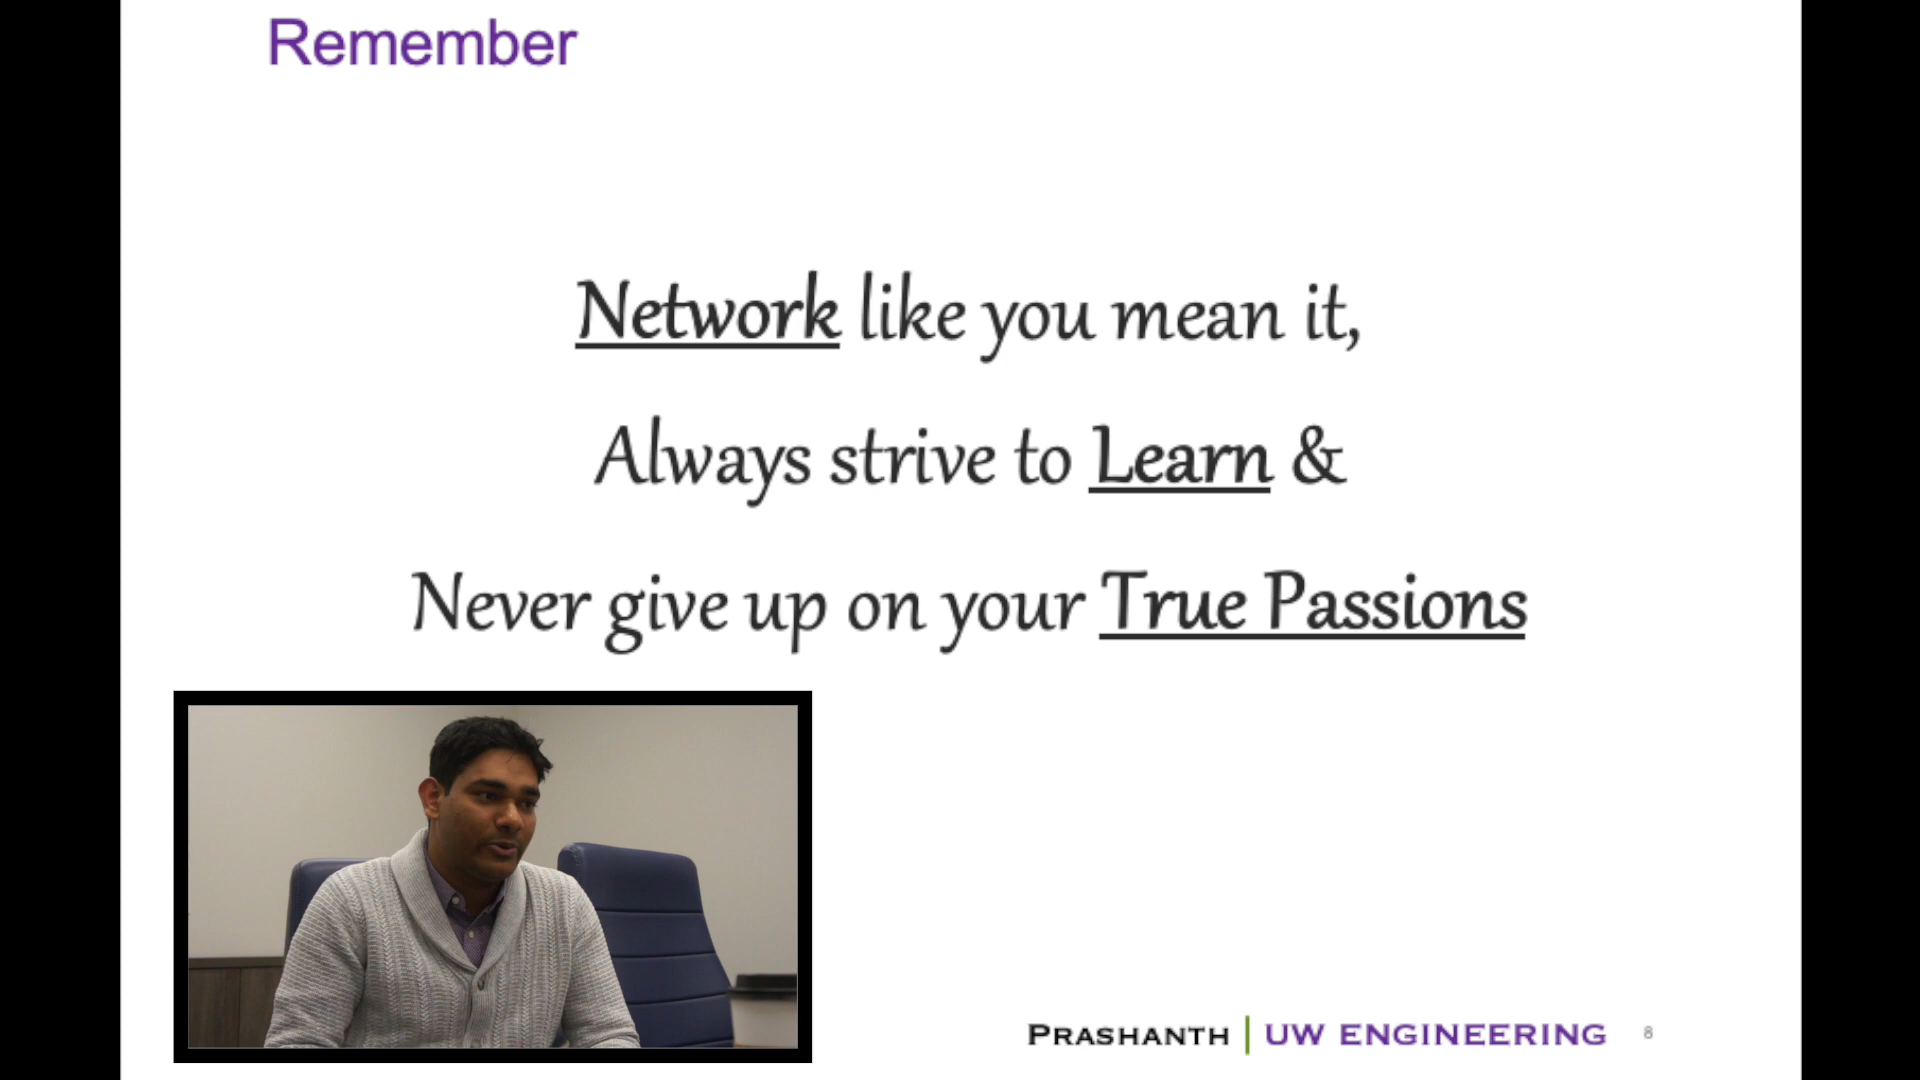 Remember
Network like you mean it,
Always strive to Learn &
Never give up on your True Passions
PRASHANTH | UW ENGINEERING 8